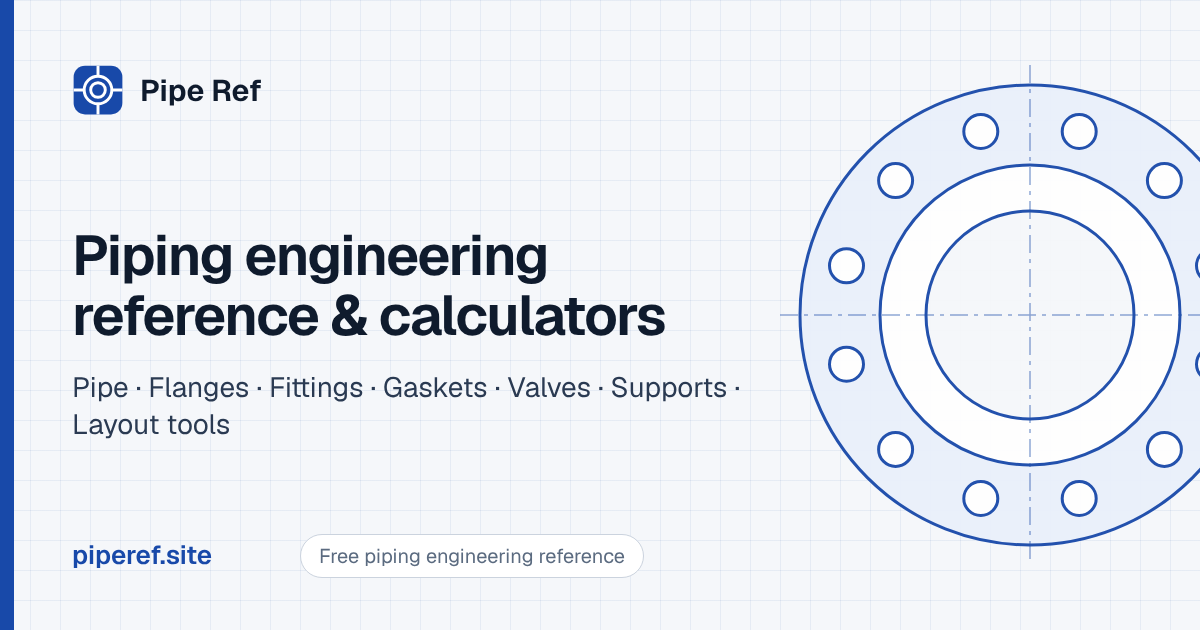 Pipe Ref
Piping engineering
reference & calculators
Pipe · Flanges · Fittings · Gaskets · Valves · Supports ·
Layout tools
piperef.site
Free piping engineering reference